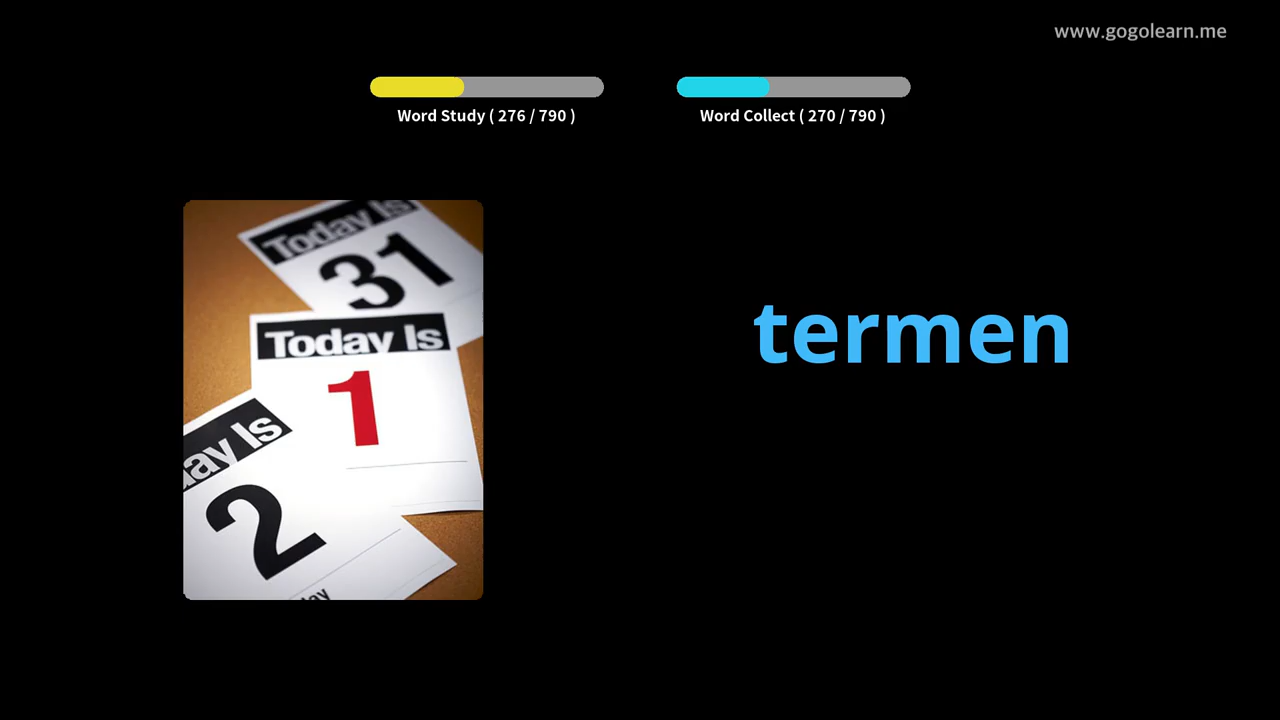 www.gogolearn.me
Word Study ( 276 / 790 )
Word Collect ( 270 / 790 )
Today Is
31
Today Is
1
termen
ay Is
2